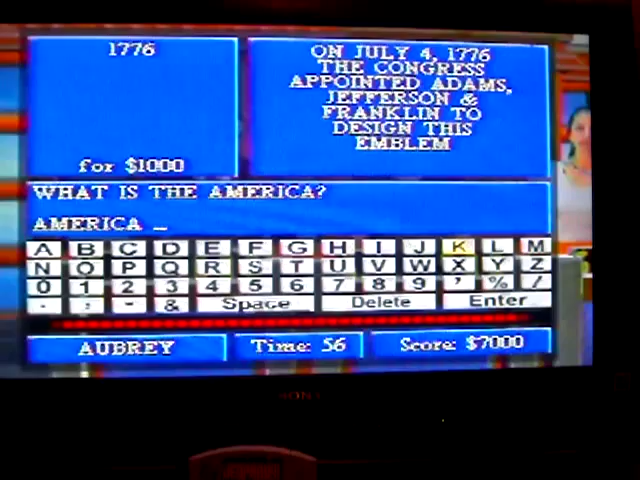 1776
for $1000
ON JULY 4, 1776
THE CONGRESS
APPOINTED ADAMS,
JEFFERSON &
FRANKLIN TO
DESIGN THIS
EMBLEM
WHAT IS THE AMERICA?
AMERICA _
A B C D E F G H I J K L M
N O P Q R S T U V W X Y Z
0 1 2 3 4 5 6 7 8 9 ' % /
. ; - & Space Delete Enter
AUBREY Time: 56 Score: $7000
SONY